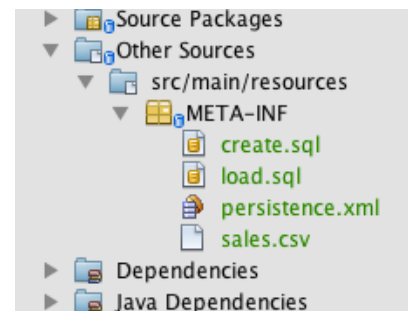 Source Packages
Other Sources
src/main/resources
META-INF
create.sql
load.sql
persistence.xml
sales.csv
Dependencies
Java Dependencies